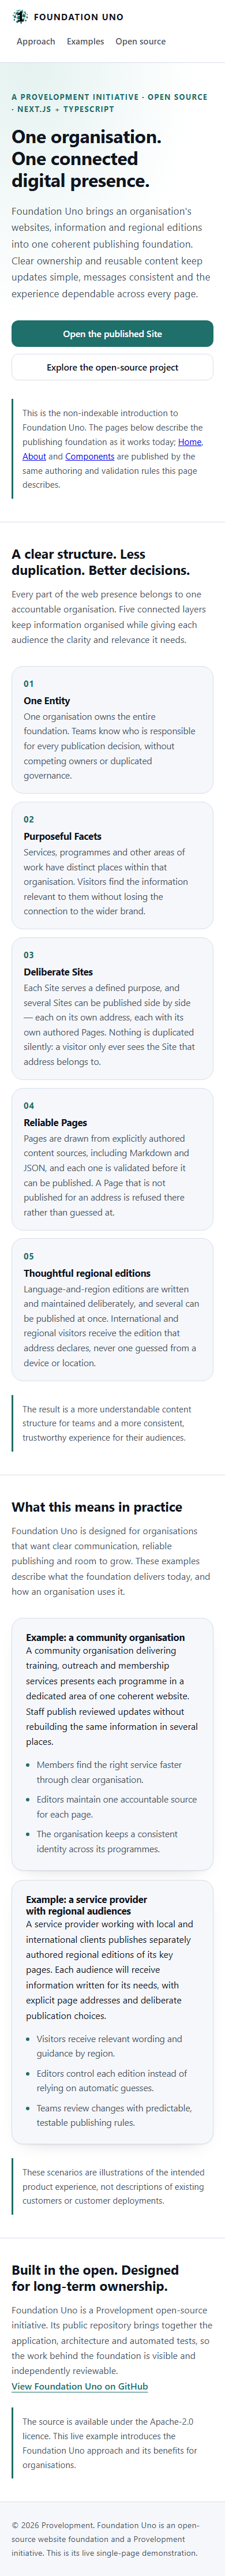 FOUNDATION UNO
Approach Examples Open source
A PROVELOPMENT INITIATIVE · OPEN SOURCE
· NEXT.JS + TYPESCRIPT
One organisation.
One connected
digital presence.
Foundation Uno brings an organisation's
websites, information and regional editions
into one coherent publishing foundation.
Clear ownership and reusable content keep
updates simple, messages consistent and the
experience dependable across every page.
Open the published Site
Explore the open-source project
This is the non-indexable introduction to
Foundation Uno. The pages below describe the
publishing foundation as it works today; Home,
About and Components are published by the
same authoring and validation rules this page
describes.
A clear structure. Less
duplication. Better decisions.
Every part of the web presence belongs to one
accountable organisation. Five connected layers
keep information organised while giving each
audience the clarity and relevance it needs.
01
One Entity
One organisation owns the entire
foundation. Teams know who is responsible
for every publication decision, without
competing owners or duplicated
governance.
02
Purposeful Facets
Services, programmes and other areas of
work have distinct places within that
organisation. Visitors find the information
relevant to them without losing the
connection to the wider brand.
03
Deliberate Sites
Each Site serves a defined purpose, and
several Sites can be published side by side
— each on its own address, each with its
own authored Pages. Nothing is duplicated
silently: a visitor only ever sees the Site that
address belongs to.
04
Reliable Pages
Pages are drawn from explicitly authored
content sources, including Markdown and
JSON, and each one is validated before it
can be published. A Page that is not
published for an address is refused there
rather than guessed at.
05
Thoughtful regional editions
Language-and-region editions are written
and maintained deliberately, and several can
be published at once. International and
regional visitors receive the edition that
address declares, never one guessed from a
device or location.
The result is a more understandable content
structure for teams and a more consistent,
trustworthy experience for their audiences.
What this means in practice
Foundation Uno is designed for organisations
that want clear communication, reliable
publishing and room to grow. These examples
describe what the foundation delivers today, and
how an organisation uses it.
Example: a community organisation
A community organisation delivering
training, outreach and membership
services presents each programme in a
dedicated area of one coherent website.
Staff publish reviewed updates without
rebuilding the same information in several
places.
Members find the right service faster
through clear organisation.
Editors maintain one accountable source
for each page.
The organisation keeps a consistent
identity across its programmes.
Example: a service provider
with regional audiences
A service provider working with local and
international clients publishes separately
authored regional editions of its key
pages. Each audience will receive
information written for its needs, with
explicit page addresses and deliberate
publication choices.
Visitors receive relevant wording and
guidance by region.
Editors control each edition instead of
relying on automatic guesses.
Teams review changes with predictable,
testable publishing rules.
These scenarios are illustrations of the intended
product experience, not descriptions of existing
customers or customer deployments.
Built in the open. Designed
for long-term ownership.
Foundation Uno is a Provelopment open-source
initiative. Its public repository brings together the
application, architecture and automated tests, so
the work behind the foundation is visible and
independently reviewable.
View Foundation Uno on GitHub
The source is available under the Apache-2.0
licence. This live example introduces the
Foundation Uno approach and its benefits for
organisations.
© 2026 Provelopment. Foundation Uno is an open-
source website foundation and a Provelopment
initiative. This is its live single-page demonstration.